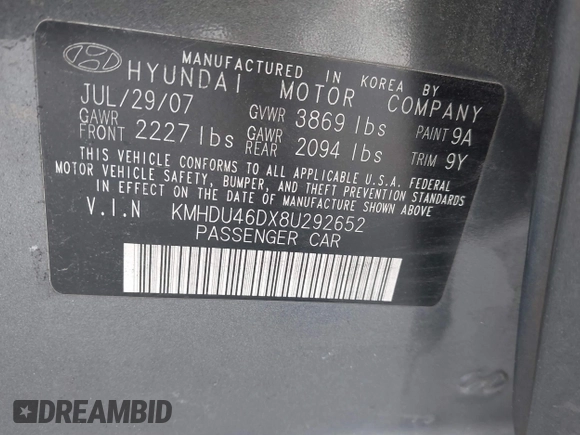 MANUFACTURED IN KOREA BY
HYUNDAI MOTOR COMPANY
JUL/29/07 GVWR 3869 lbs PAINT 9A
GAWR FRONT 2227 lbs GAWR REAR 2094 lbs TRIM 9Y
THIS VEHICLE CONFORMS TO ALL APPLICABLE U.S.A. FEDERAL
MOTOR VEHICLE SAFETY, BUMPER, AND THEFT PREVENTION STANDARDS
IN EFFECT ON THE DATE OF MANUFACTURE SHOWN ABOVE.
V.I.N KMHDU46DX8U292652
PASSENGER CAR
DREAMBID